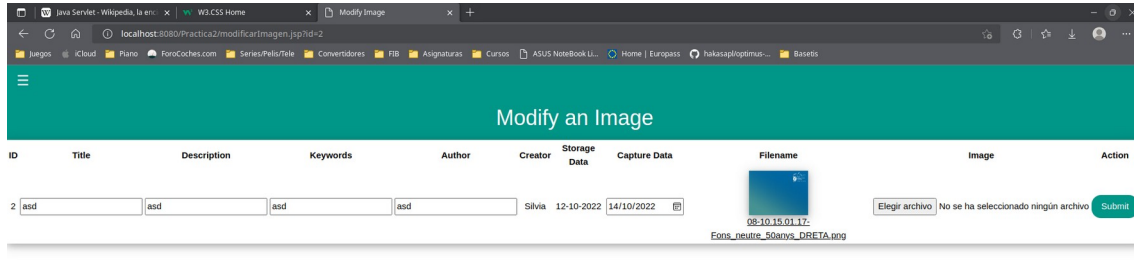 Java Servlet - Wikipedia, la enci
W3.CSS Home
Modify Image
localhost:8080/Practica2/modificarImagen.jsp?id=2
Juegos
iCloud
Piano
ForoCoches.com
Series/Pelis/Tele
Convertidores
FIB
Asignaturas
Cursos
ASUS NoteBook Li...
Home | Europass
hakasapl/optimus-...
Basetis
Modify an Image
ID Title Description Keywords Author Creator Storage Data Capture Data Filename Image Action
2 asd asd asd asd Silvia 12-10-2022 14/10/2022
08-10.15.01.17-
Fons_neutre_50anys_DRETA.png
Elegir archivo No se ha seleccionado ningún archivo Submit